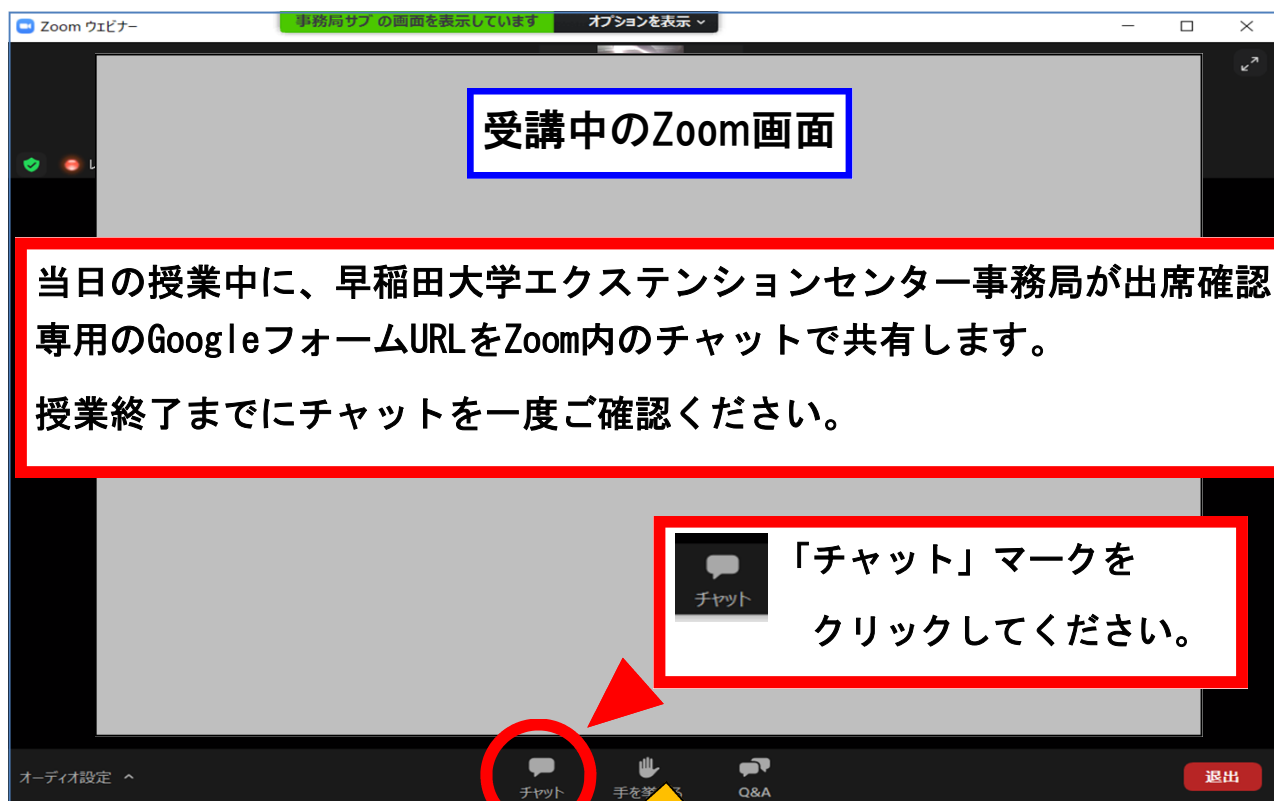 Zoom ウェビナー
事務局サブ の画面を表示しています
オプションを表示
受講中のZoom画面
当日の授業中に、早稲田大学エクステンションセンター事務局が出席確認
専用のGoogleフォームURLをZoom内のチャットで共有します。
授業終了までにチャットを一度ご確認ください。
チャット
「チャット」マークを
クリックしてください。
オーディオ設定
チャット
手を挙
Q&A
退出